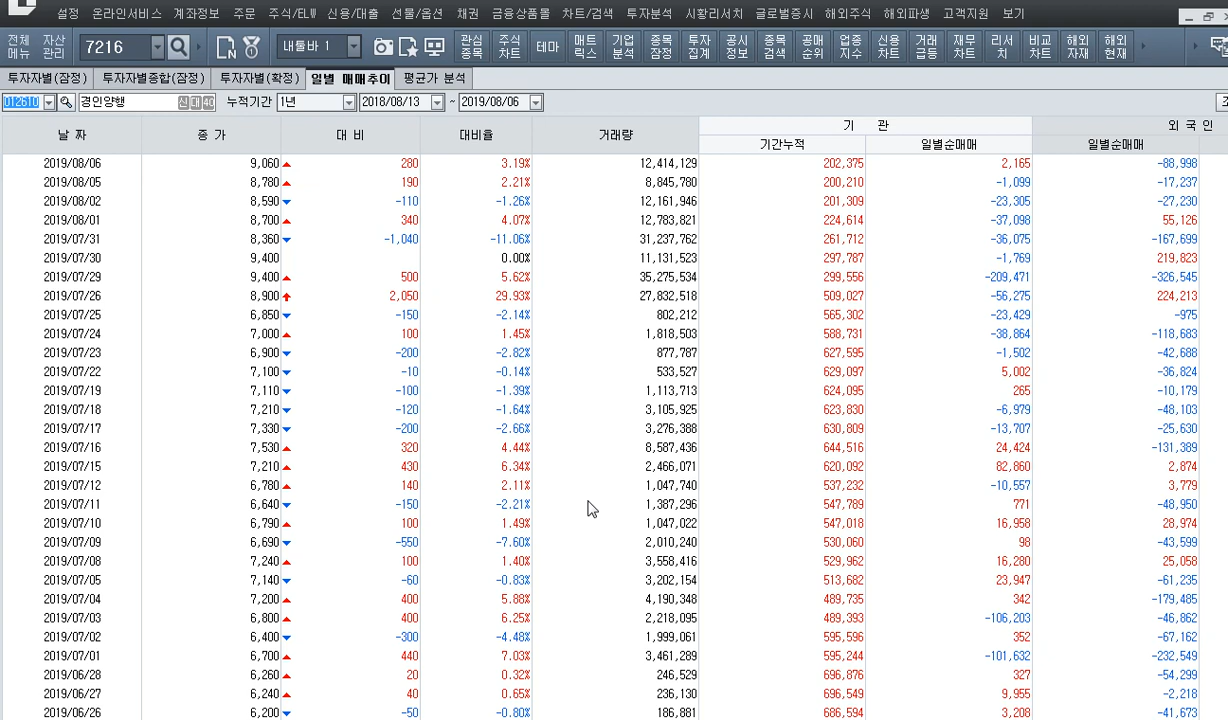 설정 온라인서비스 계좌정보 주문 주식/ELW 신용/대출 선물/옵션 채권 금융상품몰 차트/검색 투자분석 시황리서치 글로벌증시 해외주식 해외파생 고객지원 보기
전체메뉴 자산관리 7216 내툴바 1 관심종목 주식차트 테마 매트릭스 기업분석 종목잠정 투자집계 공시정보 종목검색 공매순위 업종지수 신용차트 거래급등 재무차트 리서치 비교차트 해외자재 해외현재
투자자별(잠정) 투자자별종합(잠정) 투자자별(확정) 일별 매매추이 평균가 분석
012610 경인양행 신 대 40 누적기간 1년 2018/08/13 ~ 2019/08/06 조
날 짜 종 가 대 비 대비율 거래량 기 관 외 국 인
기간누적 일별순매매 일별순매매
2019/08/06 9,060 280 3.19% 12,414,129 202,375 2,165 -88,998
2019/08/05 8,780 190 2.21% 8,845,780 200,210 -1,099 -17,237
2019/08/02 8,590 -110 -1.26% 12,161,946 201,309 -23,305 -27,230
2019/08/01 8,700 340 4.07% 12,783,821 224,614 -37,098 55,126
2019/07/31 8,360 -1,040 -11.06% 31,237,762 261,712 -36,075 -167,699
2019/07/30 9,400 0.00% 11,131,523 297,787 -1,769 219,823
2019/07/29 9,400 500 5.62% 35,275,534 299,556 -209,471 -326,545
2019/07/26 8,900 2,050 29.93% 27,832,518 509,027 -56,275 224,213
2019/07/25 6,850 -150 -2.14% 802,212 565,302 -23,429 -975
2019/07/24 7,000 100 1.45% 1,818,503 588,731 -38,864 -118,683
2019/07/23 6,900 -200 -2.82% 877,787 627,595 -1,502 -42,688
2019/07/22 7,100 -10 -0.14% 533,527 629,097 5,002 -36,824
2019/07/19 7,110 -100 -1.39% 1,113,713 624,095 265 -10,179
2019/07/18 7,210 -120 -1.64% 3,105,925 623,830 -6,979 -48,103
2019/07/17 7,330 -200 -2.66% 3,276,388 630,809 -13,707 -25,630
2019/07/16 7,530 320 4.44% 8,587,436 644,516 24,424 -131,389
2019/07/15 7,210 430 6.34% 2,466,071 620,092 82,860 2,874
2019/07/12 6,780 140 2.11% 1,047,740 537,232 -10,557 3,779
2019/07/11 6,640 -150 -2.21% 1,387,296 547,789 771 -48,950
2019/07/10 6,790 100 1.49% 1,047,022 547,018 16,958 28,974
2019/07/09 6,690 -550 -7.60% 2,010,240 530,060 98 -43,599
2019/07/08 7,240 100 1.40% 3,558,416 529,962 16,280 25,058
2019/07/05 7,140 -60 -0.83% 3,202,154 513,682 23,947 -61,235
2019/07/04 7,200 400 5.88% 4,190,348 489,735 342 -179,485
2019/07/03 6,800 400 6.25% 2,218,095 489,393 -106,203 -46,862
2019/07/02 6,400 -300 -4.48% 1,999,061 595,596 352 -67,162
2019/07/01 6,700 440 7.03% 3,461,289 595,244 -101,632 -232,549
2019/06/28 6,260 20 0.32% 246,529 696,876 327 -54,299
2019/06/27 6,240 40 0.65% 236,130 696,549 9,955 -2,218
2019/06/26 6,200 -50 -0.80% 186,881 686,594 3,208 -41,673